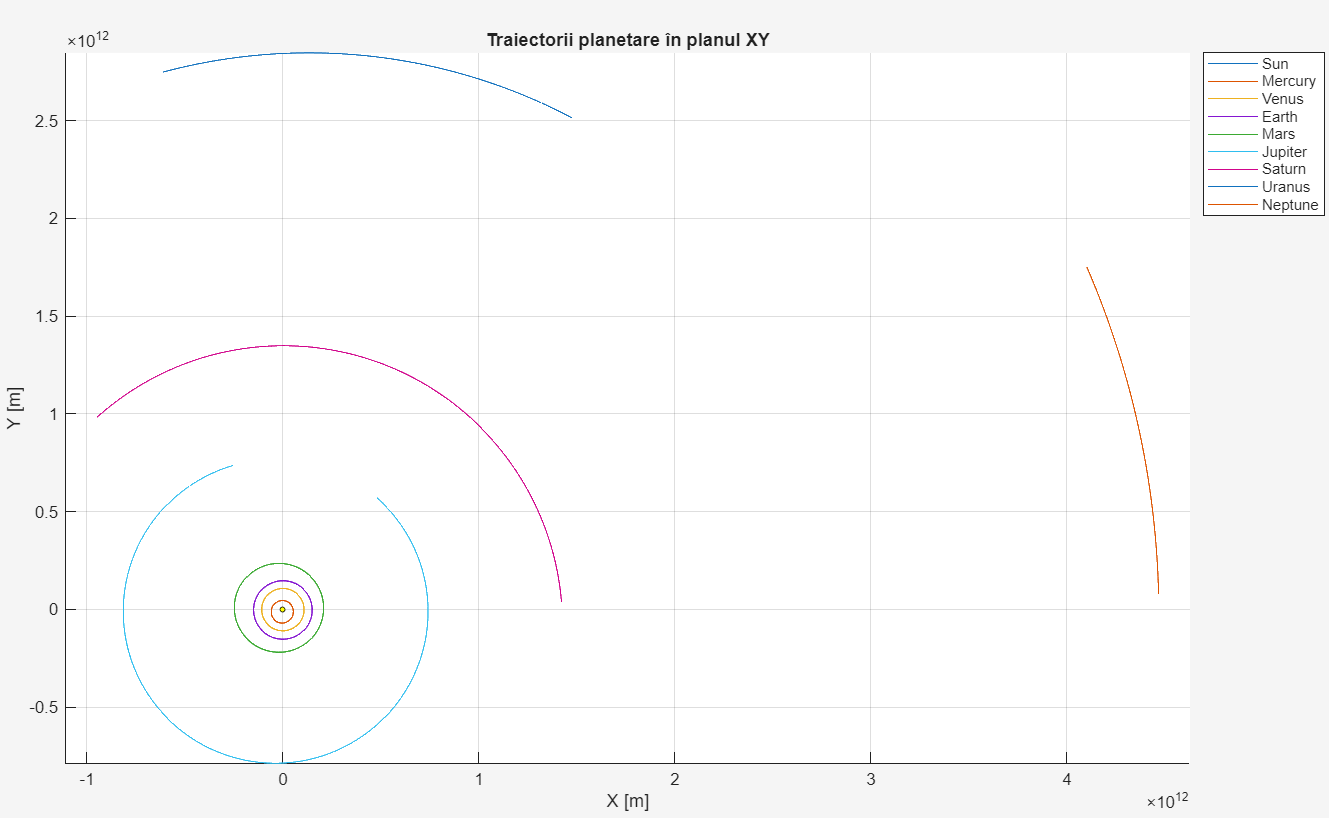 Traiectorii planetare în planul XY
×10¹²
2.5
2
1.5
1
0.5
0
-0.5
Y [m]
-1
0
1
2
3
4
X [m]
×10¹²
Sun
Mercury
Venus
Earth
Mars
Jupiter
Saturn
Uranus
Neptune